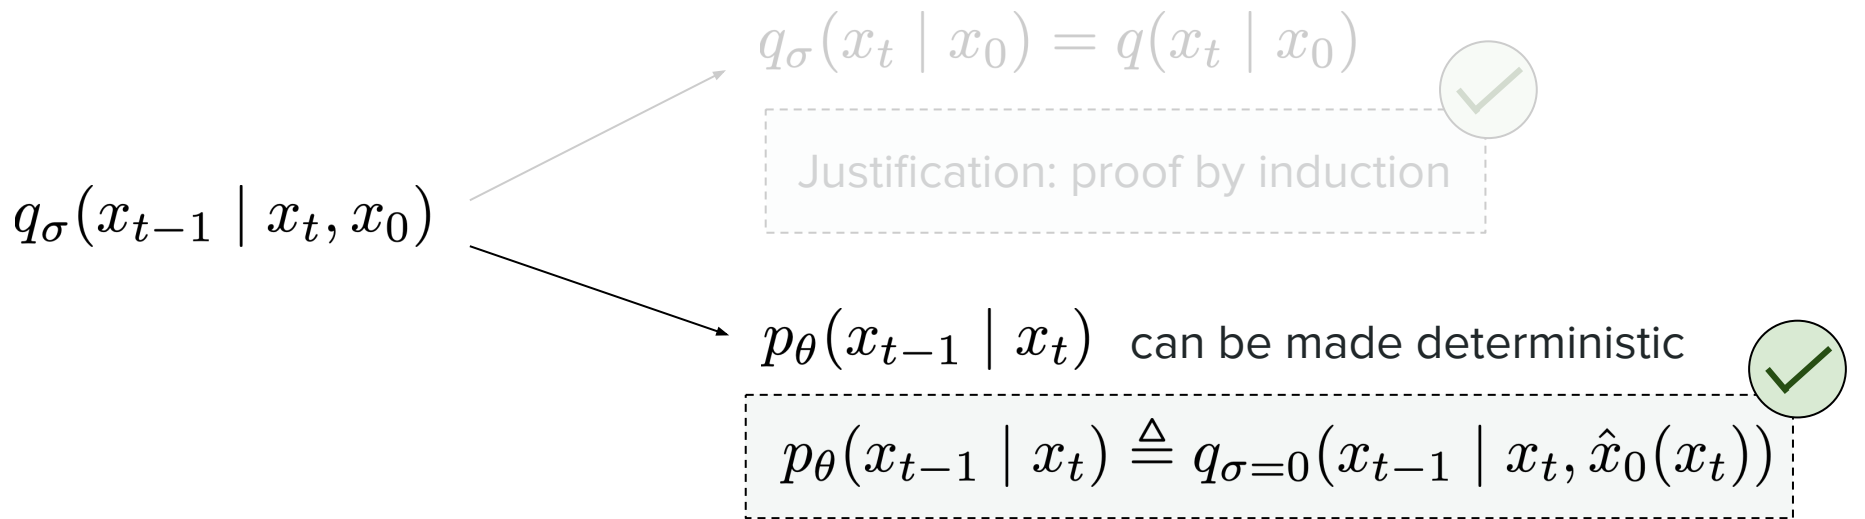 q_σ(x_{t−1} | x_t, x_0)
q_σ(x_t | x_0) = q(x_t | x_0)
Justification: proof by induction
p_θ(x_{t−1} | x_t) can be made deterministic
p_θ(x_{t−1} | x_t) ≜ q_{σ=0}(x_{t−1} | x_t, x̂_0(x_t))